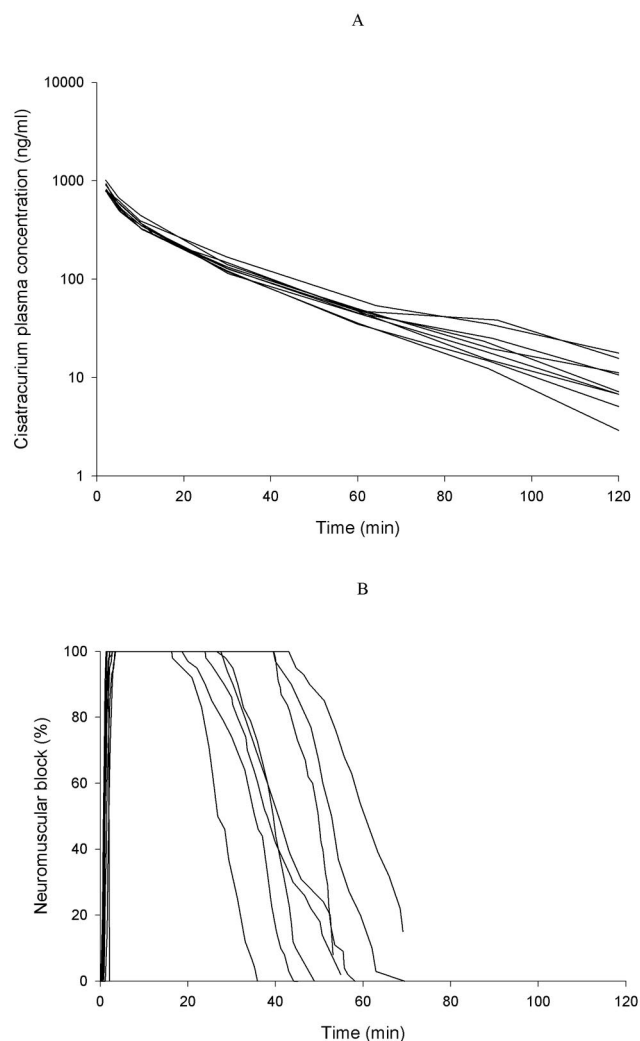 A
Cisatracurium plasma concentration (ng/ml)
10000
1000
100
10
1
0 20 40 60 80 100 120
Time (min)
B
Neuromuscular block (%)
100
80
60
40
20
0
0 20 40 60 80 100 120
Time (min)